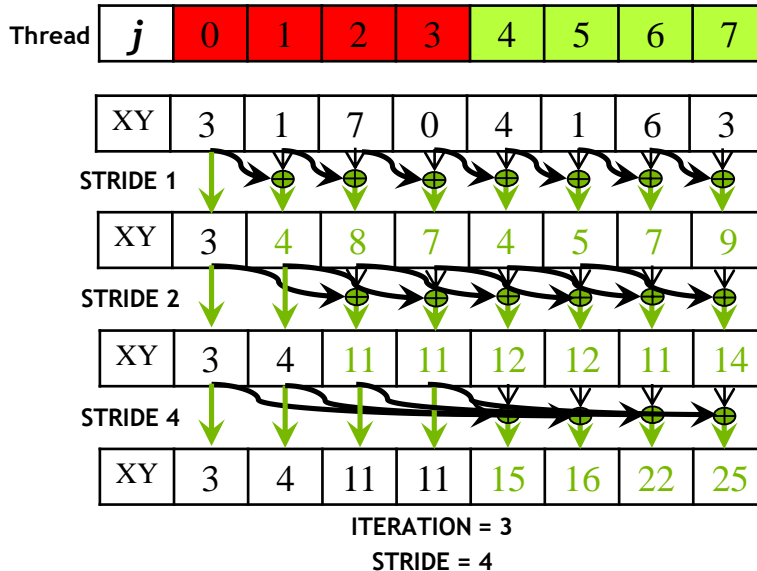 Thread j 0 1 2 3 4 5 6 7
XY 3 1 7 0 4 1 6 3
STRIDE 1
XY 3 4 8 7 4 5 7 9
STRIDE 2
XY 3 4 11 11 12 12 11 14
STRIDE 4
XY 3 4 11 11 15 16 22 25
ITERATION = 3
STRIDE = 4